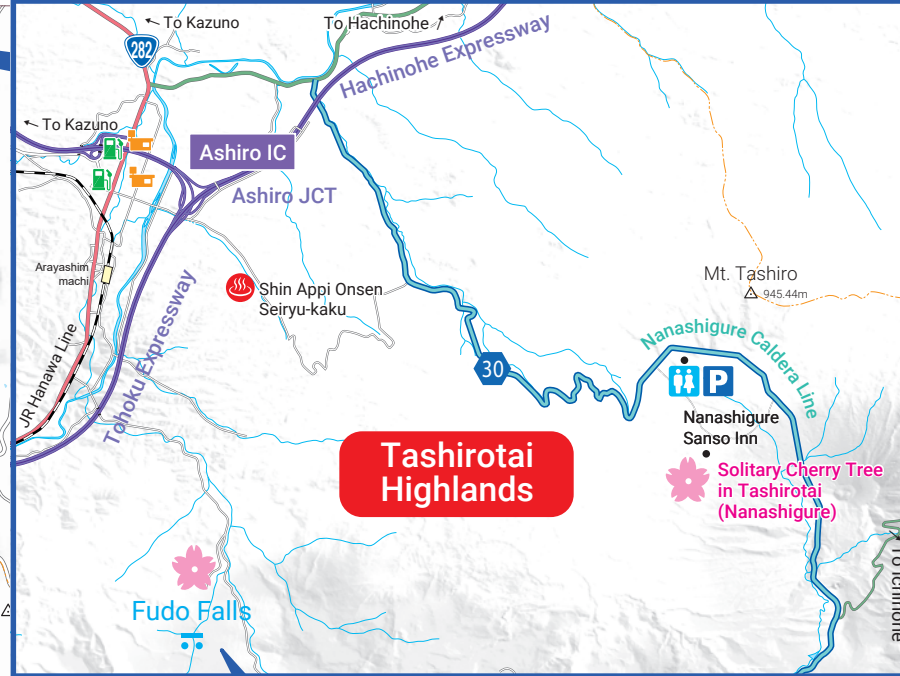 To Kazuno
To Hachinohe
282
Hachinohe Expressway
To Kazuno
Ashiro IC
Ashiro JCT
Arayashim
machi
Shin Appi Onsen
Seiryu-kaku
Mt. Tashiro
945.44m
Tohoku Expressway
JR Hanawa Line
Nanashigure Caldera Line
30
P
Nanashigure
Sanso Inn
Tashirotai
Highlands
Solitary Cherry Tree
in Tashirotai
(Nanashigure)
To Ichinohe
Fudo Falls